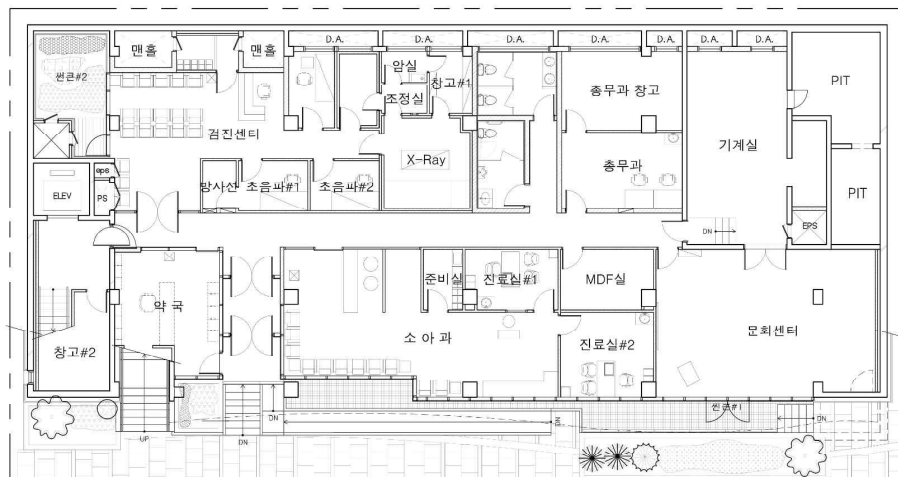 D.A.
D.A.
D.A.
D.A.
D.A.
D.A.
D.A.
맨홀
맨홀
썬큰#2
암실
창고#1
조정실
총무과 창고
PIT
검진센터
기계실
X-Ray
총무과
eps
방사선
초음파#1
초음파#2
PIT
ELEV
PS
DN
EPS
준비실
진료실#1
MDF실
약국
소아과
문화센터
창고#2
진료실#2
썬큰#1
UP
DN
DN
DN
DN